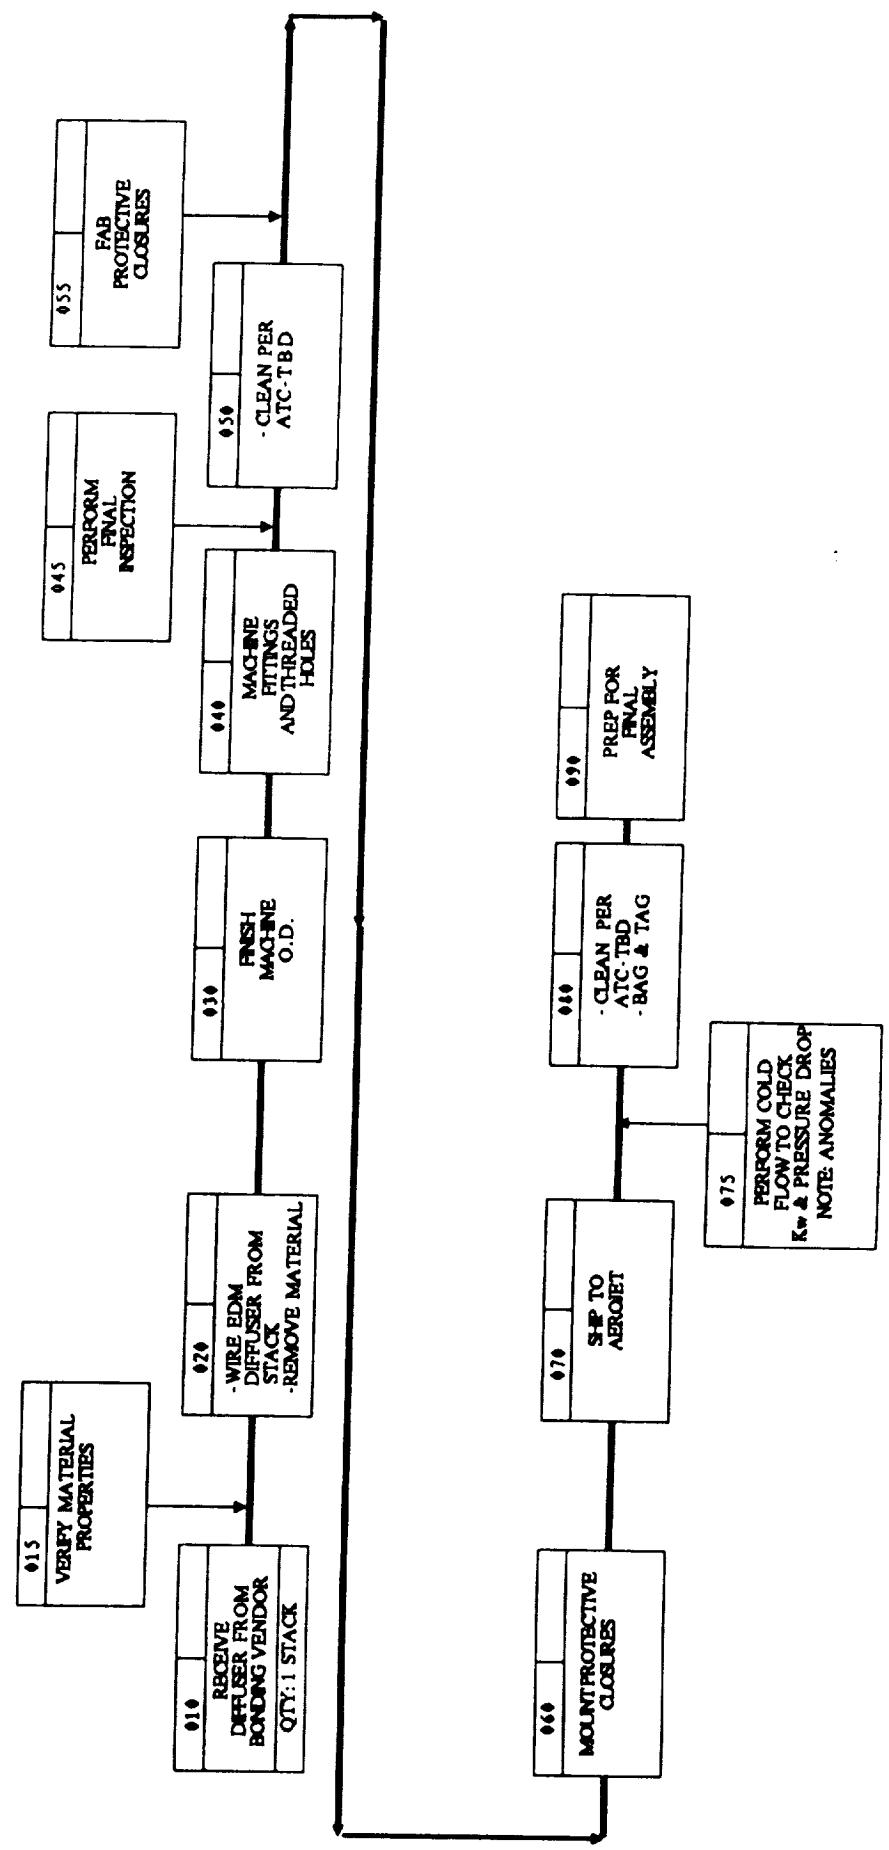 010
RECEIVE
DIFFUSER FROM
BONDING VENDOR
QTY: 1 STACK
015
VERIFY MATERIAL
PROPERTIES
020
- WIRE EDM
DIFFUSER FROM
STACK
-REMOVE MATERIAL
030
FINISH
MACHINE
O.D.
040
MACHINE
FITTINGS
AND THREADED
HOLES
045
PERFORM
FINAL
INSPECTION
050
- CLEAN PER
ATC-TBD
055
FAB
PROTECTIVE
CLOSURES
060
MOUNT PROTECTIVE
CLOSURES
070
SHIP TO
AEROJET
075
PERFORM COLD
FLOW TO CHECK
Kw & PRESSURE DROP
NOTE: ANOMALIES
080
- CLEAN PER
ATC-TBD
- BAG & TAG
090
PREP FOR
FINAL
ASSEMBLY